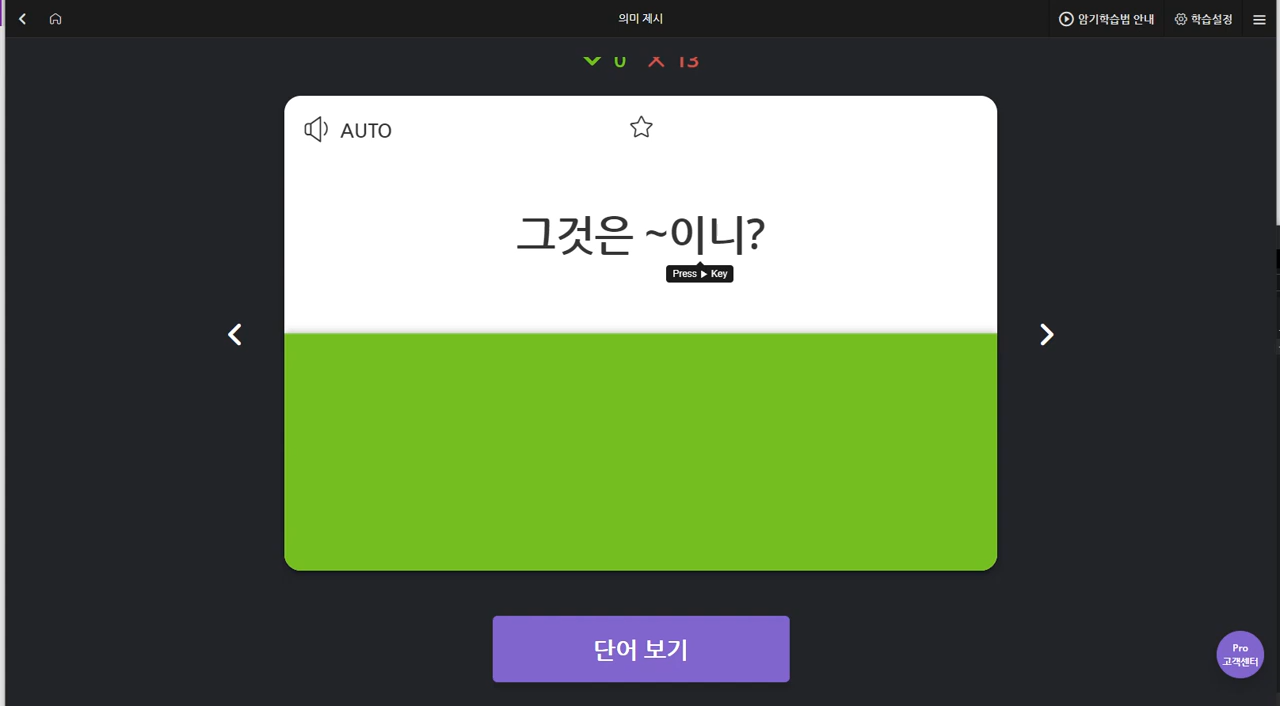 의미 제시
암기학습법 안내
학습설정
0 13
AUTO
그것은 ~이니?
Press ▶ Key
단어 보기
Pro
고객센터